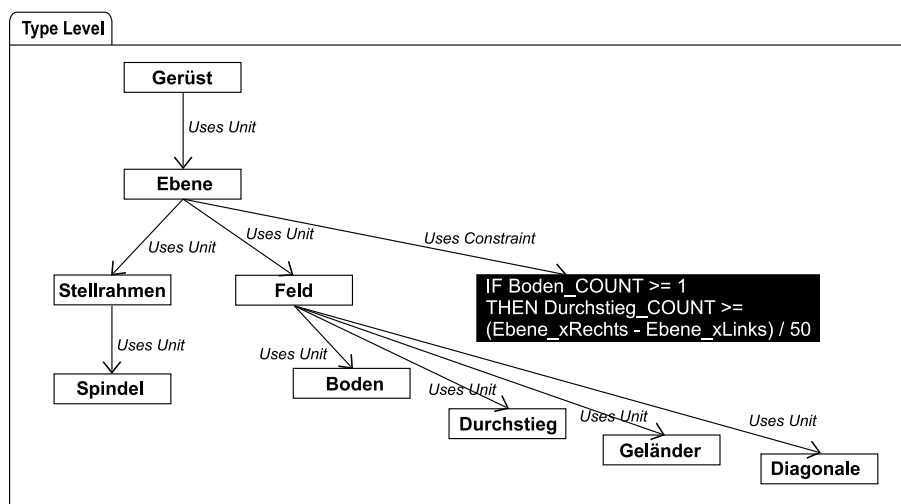 Type Level
Gerüst
Uses Unit
Ebene
Uses Unit
Uses Unit
Uses Constraint
Stellrahmen
Feld
IF Boden_COUNT >= 1
THEN Durchstieg_COUNT >=
(Ebene_xRechts - Ebene_xLinks) / 50
Uses Unit
Uses Unit
Spindel
Boden
Uses Unit
Uses Unit
Uses Unit
Durchstieg
Geländer
Diagonale